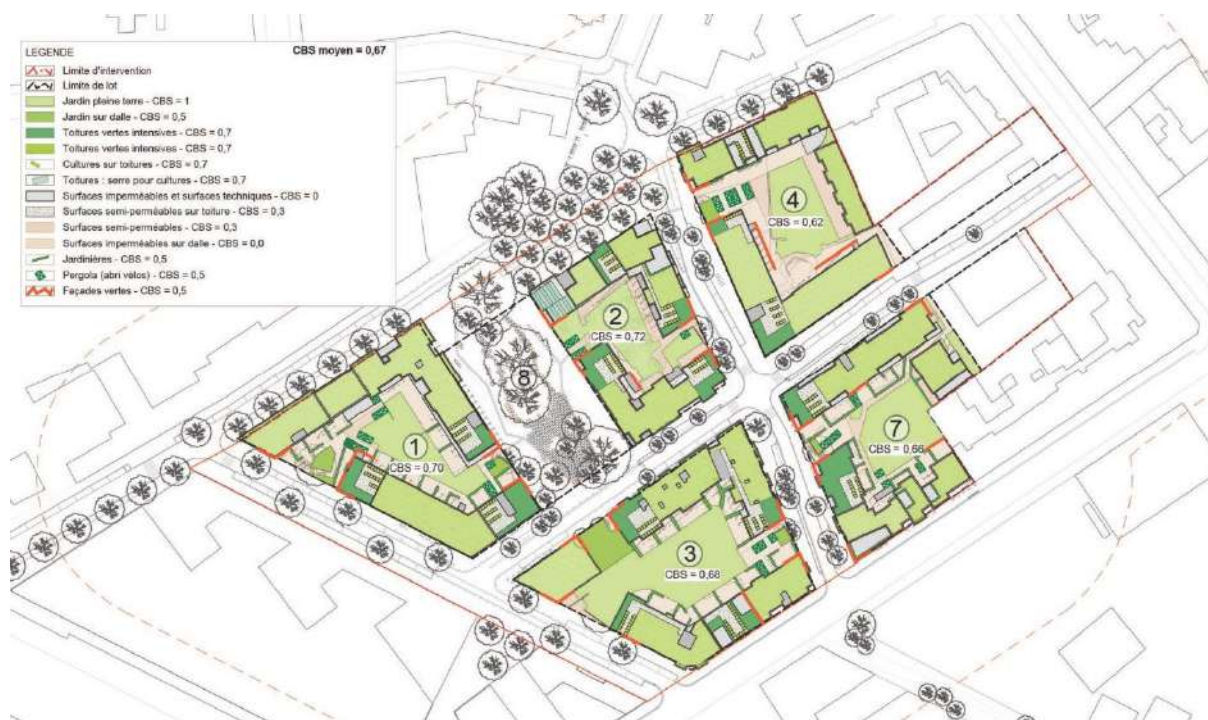 LEGENDE
CBS moyen = 0,67
Limite d'intervention
Limite de lot
Jardin pleine terre - CBS = 1
Jardin sur dalle - CBS = 0,5
Toitures vertes intensives - CBS = 0,7
Toitures vertes intensives - CBS = 0,7
Cultures sur toitures - CBS = 0,7
Toitures : serre pour cultures - CBS = 0,7
Surfaces imperméables et surfaces techniques - CBS = 0
Surfaces semi-perméables sur toiture - CBS = 0,3
Surfaces semi-perméables - CBS = 0,3
Surfaces imperméables sur dalle - CBS = 0,0
Jardinières - CBS = 0,5
Pergola (abri vélos) - CBS = 0,5
Façades vertes - CBS = 0,5
4
CBS = 0,62
2
CBS = 0,72
8
1
CBS = 0,70
7
CBS = 0,66
3
CBS = 0,68